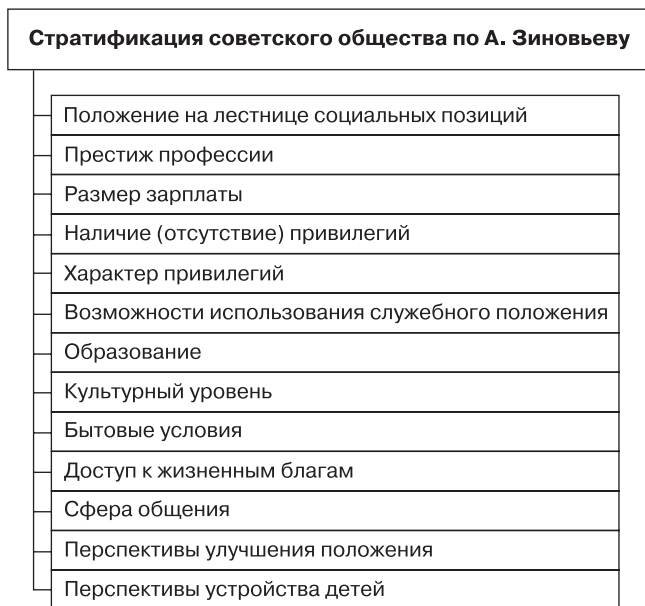 Стратификация советского общества по А. Зиновьеву
Положение на лестнице социальных позиций
Престиж профессии
Размер зарплаты
Наличие (отсутствие) привилегий
Характер привилегий
Возможности использования служебного положения
Образование
Культурный уровень
Бытовые условия
Доступ к жизненным благам
Сфера общения
Перспективы улучшения положения
Перспективы устройства детей